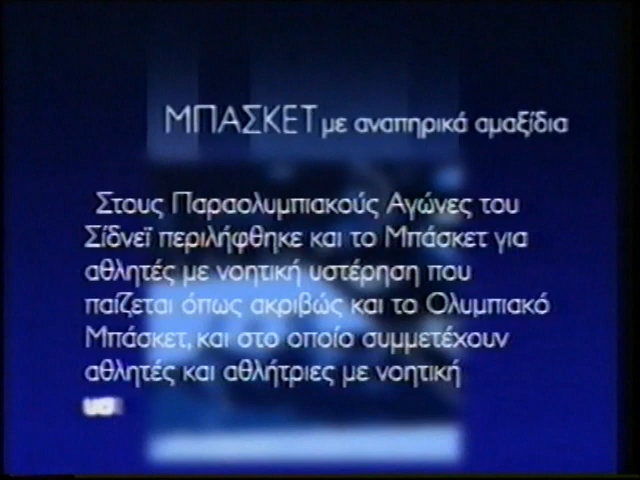 ΜΠΑΣΚΕΤ με αναπηρικά αμαξίδια
Στους Παραολυμπιακούς Αγώνες του
Σίδνεϊ περιλήφθηκε και το Μπάσκετ για
αθλητές με νοητική υστέρηση που
παίζεται όπως ακριβώς και το Ολυμπιακό
Μπάσκετ, και στο οποίο συμμετέχουν
αθλητές και αθλήτριες με νοητική